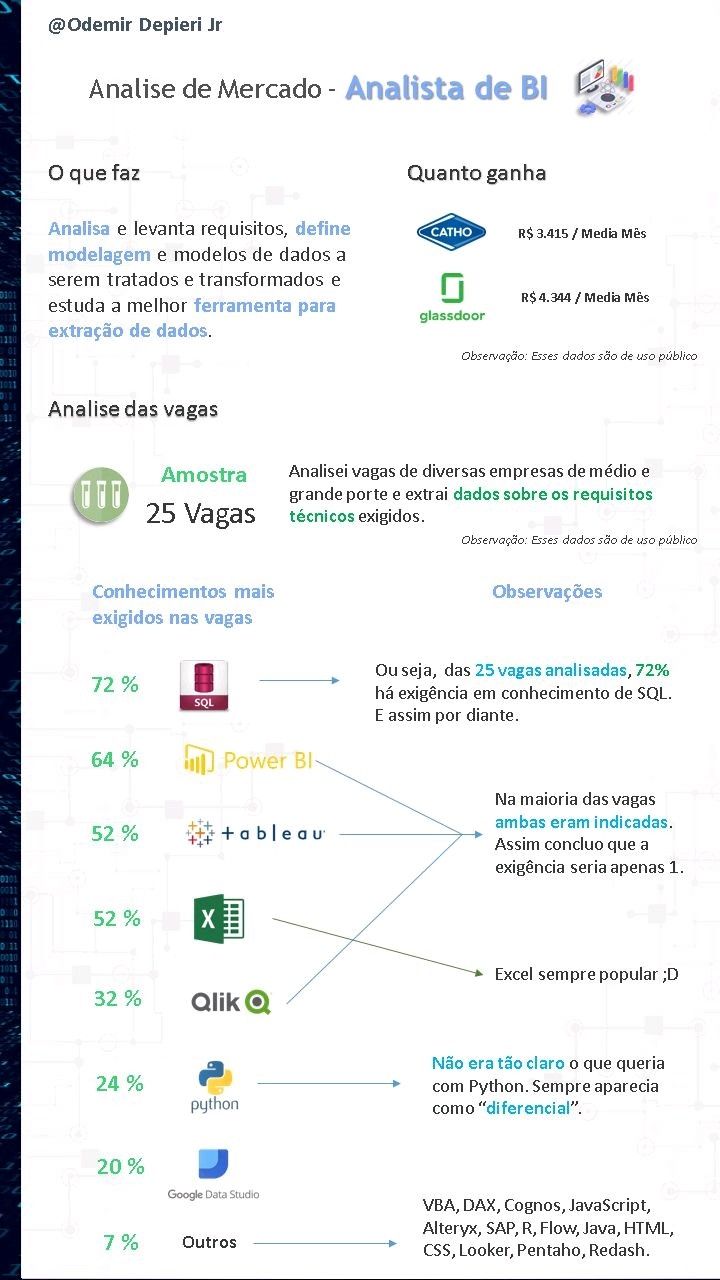 @Odemir Depieri Jr
Analise de Mercado - Analista de BI
O que faz
Analisa e levanta requisitos, define
modelagem e modelos de dados a
serem tratados e transformados e
estuda a melhor ferramenta para
extração de dados.
Quanto ganha
CATHO
R$ 3.415 / Media Mês
glassdoor
R$ 4.344 / Media Mês
Observação: Esses dados são de uso público
Analise das vagas
Amostra
25 Vagas
Analisei vagas de diversas empresas de médio e
grande porte e extrai dados sobre os requisitos
técnicos exigidos.
Observação: Esses dados são de uso público
Conhecimentos mais
exigidos nas vagas
Observações
72 %
SQL
Ou seja, das 25 vagas analisadas, 72%
há exigência em conhecimento de SQL.
E assim por diante.
64 %
Power BI
52 %
+ableau
Na maioria das vagas
ambas eram indicadas.
Assim concluo que a
exigência seria apenas 1.
52 %
X
Excel sempre popular ;D
32 %
Qlik
24 %
python
Não era tão claro o que queria
com Python. Sempre aparecia
como “diferencial”.
20 %
Google Data Studio
7 %
Outros
VBA, DAX, Cognos, JavaScript,
Alteryx, SAP, R, Flow, Java, HTML,
CSS, Looker, Pentaho, Redash.